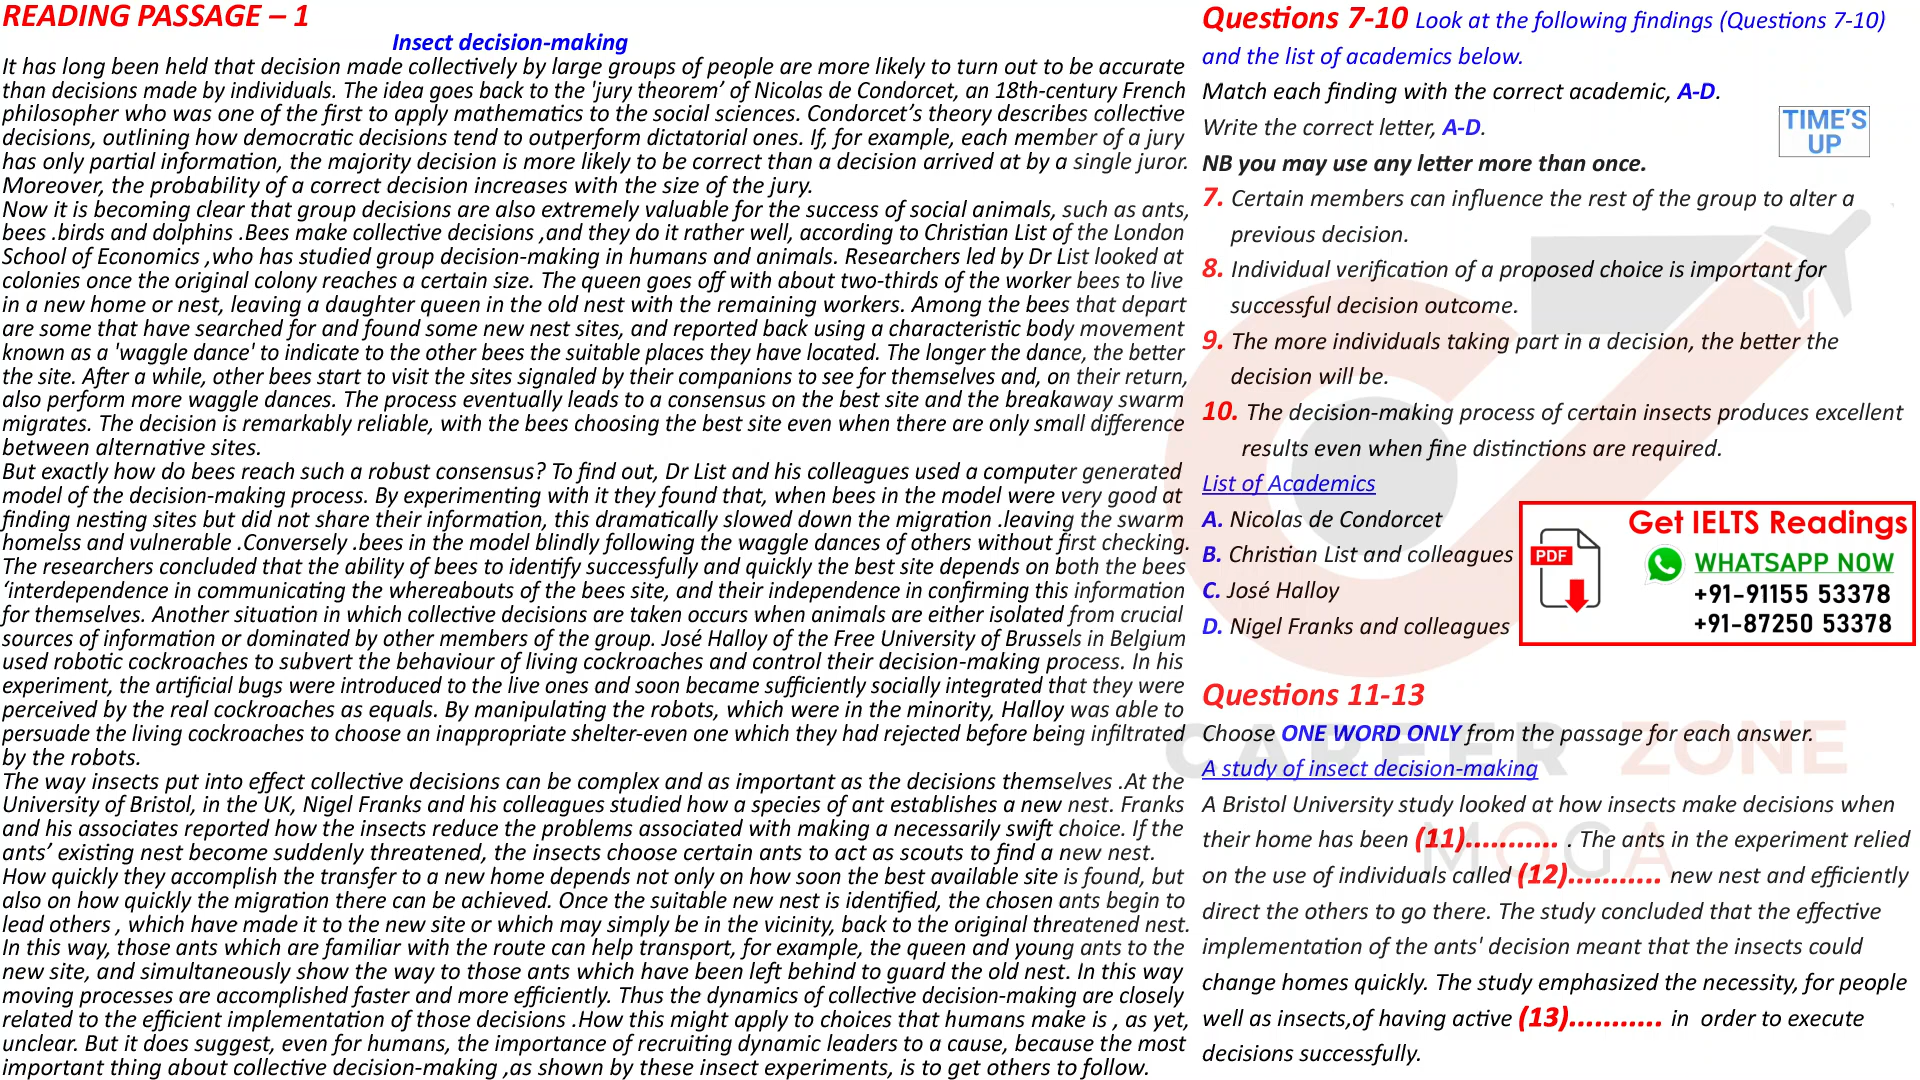 READING PASSAGE – 1
Insect decision-making
It has long been held that decision made collectively by large groups of people are more likely to turn out to be accurate
than decisions made by individuals. The idea goes back to the 'jury theorem’ of Nicolas de Condorcet, an 18th-century French
philosopher who was one of the first to apply mathematics to the social sciences. Condorcet’s theory describes collective
decisions, outlining how democratic decisions tend to outperform dictatorial ones. If, for example, each member of a jury
has only partial information, the majority decision is more likely to be correct than a decision arrived at by a single juror.
Moreover, the probability of a correct decision increases with the size of the jury.
Now it is becoming clear that group decisions are also extremely valuable for the success of social animals, such as ants,
bees .birds and dolphins .Bees make collective decisions ,and they do it rather well, according to Christian List of the London
School of Economics ,who has studied group decision-making in humans and animals. Researchers led by Dr List looked at
colonies once the original colony reaches a certain size. The queen goes off with about two-thirds of the worker bees to live
in a new home or nest, leaving a daughter queen in the old nest with the remaining workers. Among the bees that depart
are some that have searched for and found some new nest sites, and reported back using a characteristic body movement
known as a 'waggle dance' to indicate to the other bees the suitable places they have located. The longer the dance, the better
the site. After a while, other bees start to visit the sites signaled by their companions to see for themselves and, on their return,
also perform more waggle dances. The process eventually leads to a consensus on the best site and the breakaway swarm
migrates. The decision is remarkably reliable, with the bees choosing the best site even when there are only small difference
between alternative sites.
But exactly how do bees reach such a robust consensus? To find out, Dr List and his colleagues used a computer generated
model of the decision-making process. By experimenting with it they found that, when bees in the model were very good at
finding nesting sites but did not share their information, this dramatically slowed down the migration .leaving the swarm
homelss and vulnerable .Conversely .bees in the model blindly following the waggle dances of others without first checking.
The researchers concluded that the ability of bees to identify successfully and quickly the best site depends on both the bees
‘interdependence in communicating the whereabouts of the bees site, and their independence in confirming this information
for themselves. Another situation in which collective decisions are taken occurs when animals are either isolated from crucial
sources of information or dominated by other members of the group. José Halloy of the Free University of Brussels in Belgium
used robotic cockroaches to subvert the behaviour of living cockroaches and control their decision-making process. In his
experiment, the artificial bugs were introduced to the live ones and soon became sufficiently socially integrated that they were
perceived by the real cockroaches as equals. By manipulating the robots, which were in the minority, Halloy was able to
persuade the living cockroaches to choose an inappropriate shelter-even one which they had rejected before being infiltrated
by the robots.
The way insects put into effect collective decisions can be complex and as important as the decisions themselves .At the
University of Bristol, in the UK, Nigel Franks and his colleagues studied how a species of ant establishes a new nest. Franks
and his associates reported how the insects reduce the problems associated with making a necessarily swift choice. If the
ants’ existing nest become suddenly threatened, the insects choose certain ants to act as scouts to find a new nest.
How quickly they accomplish the transfer to a new home depends not only on how soon the best available site is found, but
also on how quickly the migration there can be achieved. Once the suitable new nest is identified, the chosen ants begin to
lead others , which have made it to the new site or which may simply be in the vicinity, back to the original threatened nest.
In this way, those ants which are familiar with the route can help transport, for example, the queen and young ants to the
new site, and simultaneously show the way to those ants which have been left behind to guard the old nest. In this way
moving processes are accomplished faster and more efficiently. Thus the dynamics of collective decision-making are closely
related to the efficient implementation of those decisions .How this might apply to choices that humans make is , as yet,
unclear. But it does suggest, even for humans, the importance of recruiting dynamic leaders to a cause, because the most
important thing about collective decision-making ,as shown by these insect experiments, is to get others to follow.
Questions 7-10 Look at the following findings (Questions 7-10)
and the list of academics below.
Match each finding with the correct academic, A-D.
Write the correct letter, A-D.
TIME'S
UP
NB you may use any letter more than once.
7. Certain members can influence the rest of the group to alter a
previous decision.
8. Individual verification of a proposed choice is important for
successful decision outcome.
9. The more individuals taking part in a decision, the better the
decision will be.
10. The decision-making process of certain insects produces excellent
results even when fine distinctions are required.
List of Academics
A. Nicolas de Condorcet
B. Christian List and colleagues
C. José Halloy
D. Nigel Franks and colleagues
Get IELTS Readings
PDF
WHATSAPP NOW
+91-91155 53378
+91-87250 53378
Questions 11-13
Choose ONE WORD ONLY from the passage for each answer.
A study of insect decision-making
A Bristol University study looked at how insects make decisions when
their home has been (11)........... . The ants in the experiment relied
on the use of individuals called (12)........... new nest and efficiently
direct the others to go there. The study concluded that the effective
implementation of the ants' decision meant that the insects could
change homes quickly. The study emphasized the necessity, for people
well as insects,of having active (13)........... in order to execute
decisions successfully.
CAREER ZONE
MOGA